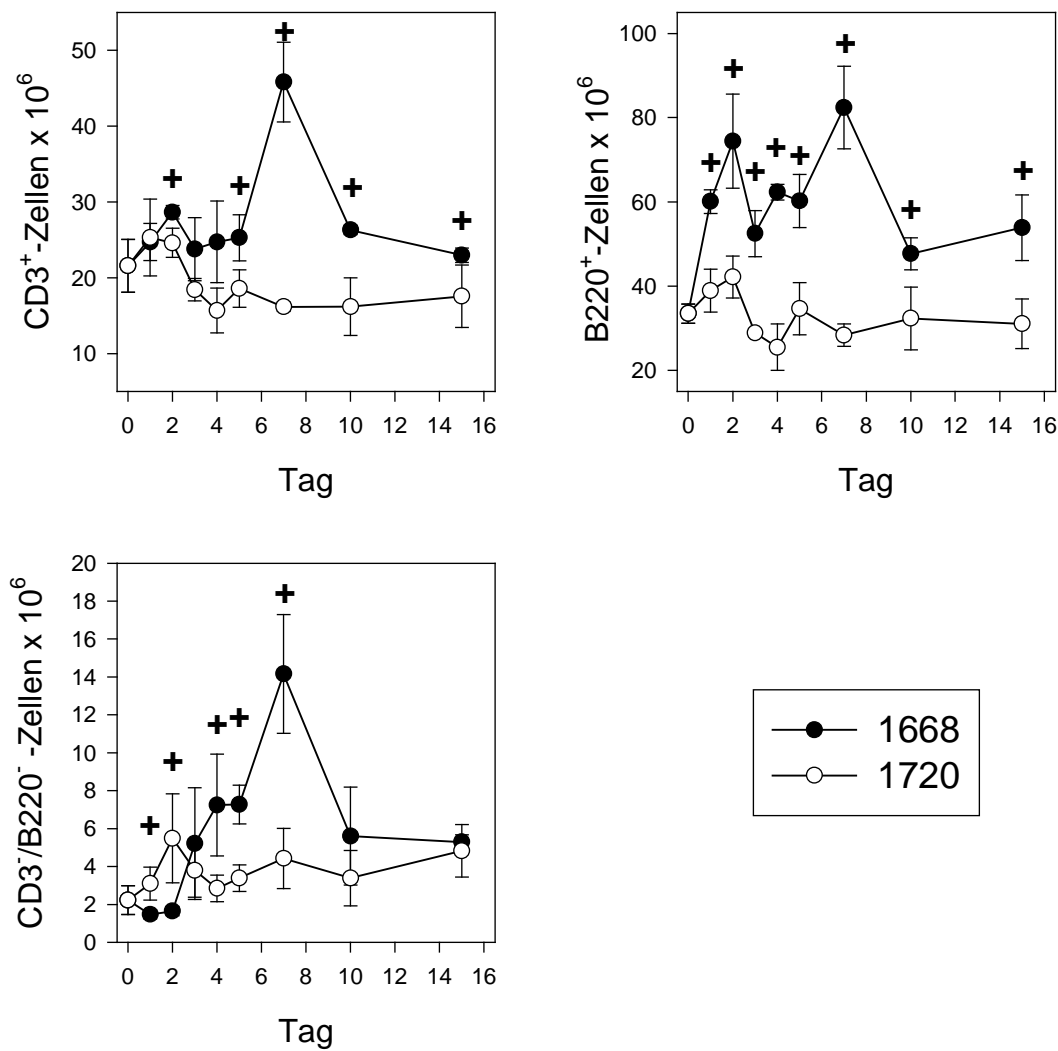 CD3⁺-Zellen x 10⁶
50
40
30
20
10
0 2 4 6 8 10 12 14 16
Tag
+ + + + +
B220⁺-Zellen x 10⁶
100
80
60
40
20
0 2 4 6 8 10 12 14 16
Tag
+ + + + + + + +
CD3⁻/B220⁻ -Zellen x 10⁶
20
18
16
14
12
10
8
6
4
2
0
0 2 4 6 8 10 12 14 16
Tag
+ + + + +
1668
1720